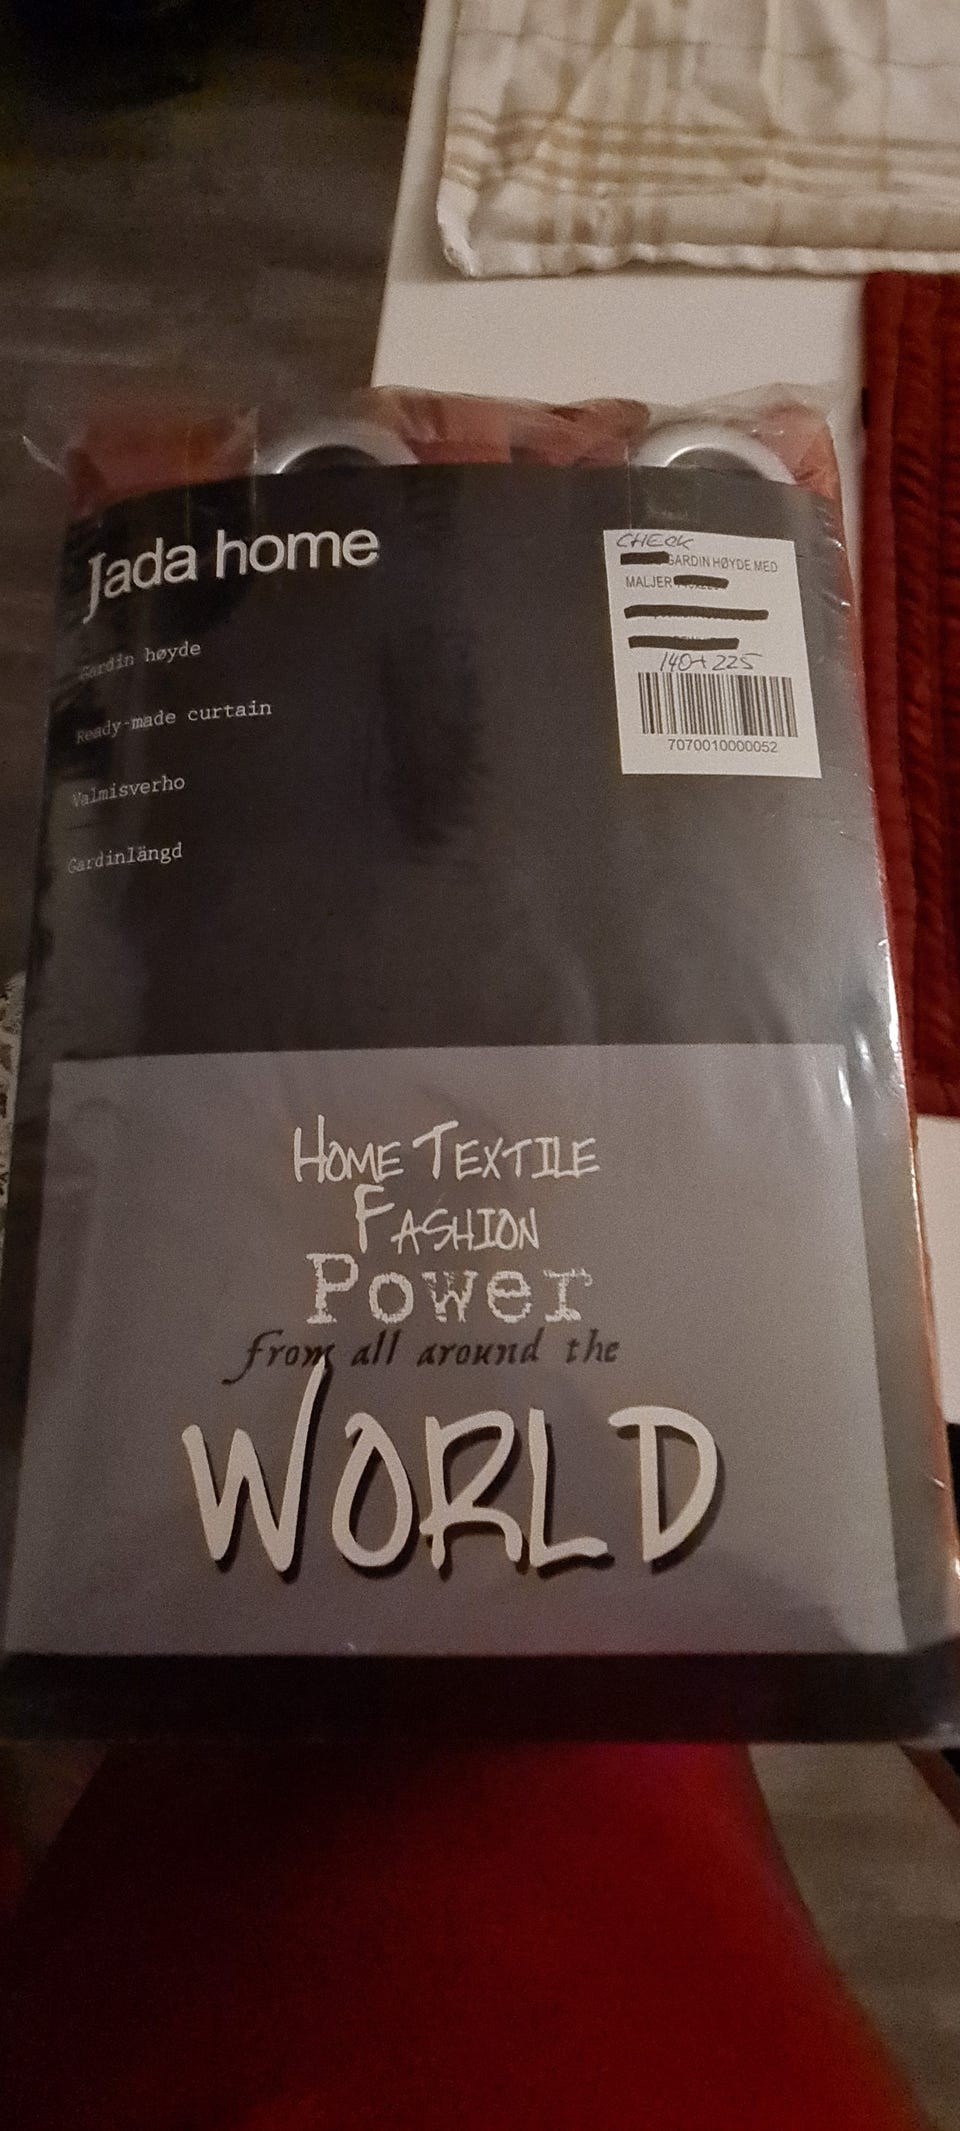 Jada home
Gardin høyde
Ready-made curtain
Valmisverho
Gardinlängd
CHECK
GARDIN HØYDE MED
MALJER
140+225
7070010000052
HOME TEXTILE
FASHION
Power
from all around the
WORLD